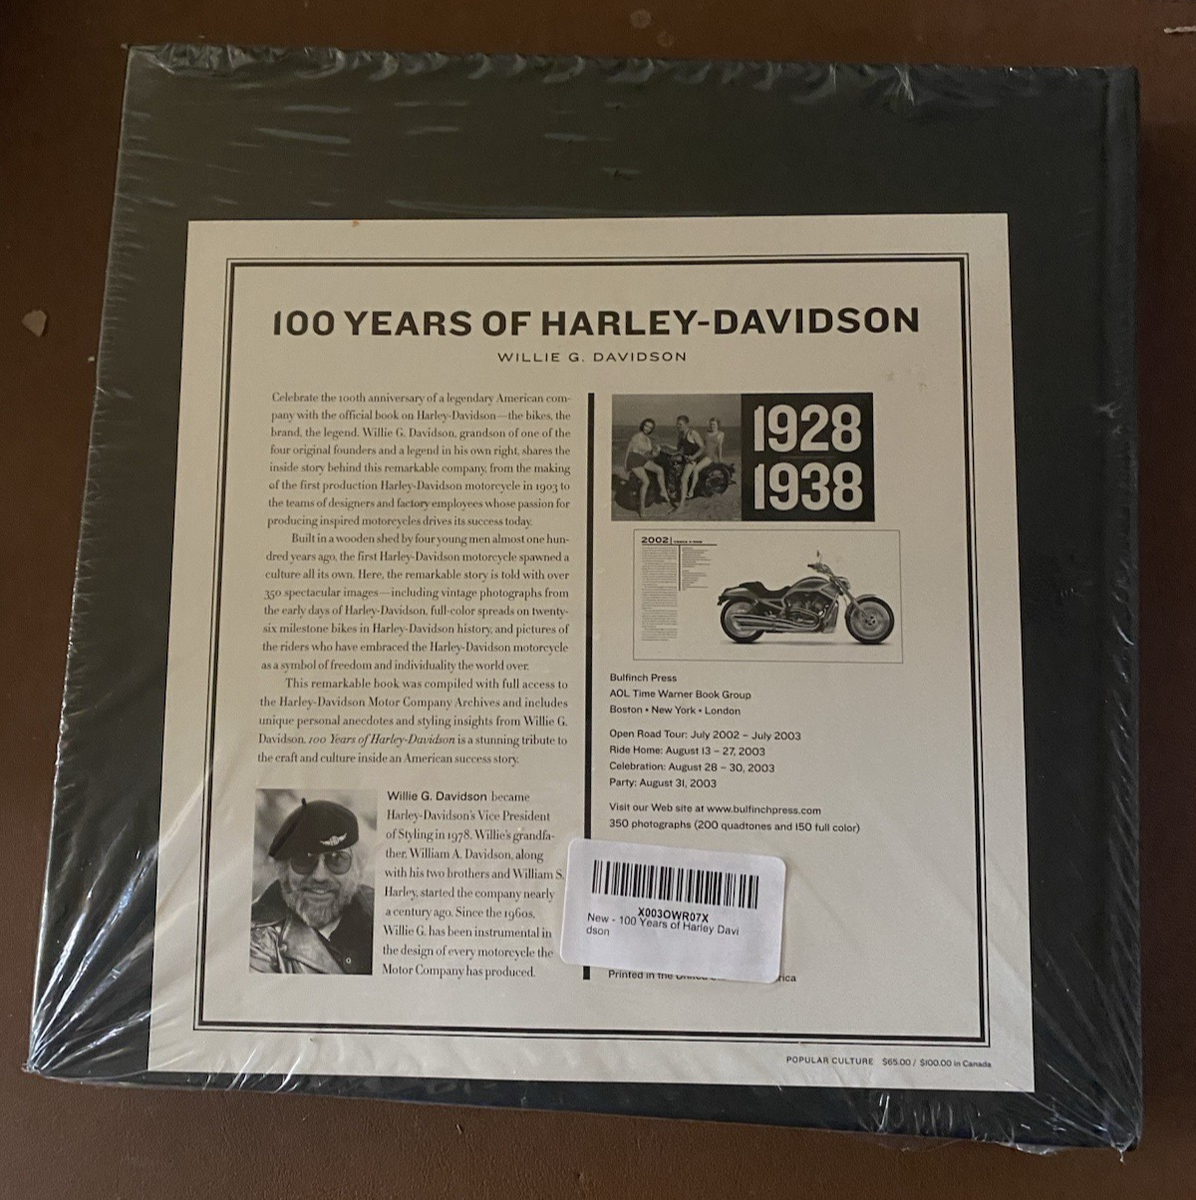 100 YEARS OF HARLEY-DAVIDSON
WILLIE G. DAVIDSON
Celebrate the 100th anniversary of a legendary American com-
pany with the official book on Harley-Davidson—the bikes, the
brand, the legend. Willie G. Davidson, grandson of one of the
four original founders and a legend in his own right, shares the
inside story behind this remarkable company, from the making
of the first production Harley-Davidson motorcycle in 1903 to
the teams of designers and factory employees whose passion for
producing inspired motorcycles drives its success today.
Built in a wooden shed by four young men almost one hun-
dred years ago, the first Harley-Davidson motorcycle spawned a
culture all its own. Here, the remarkable story is told with over
350 spectacular images—including vintage photographs from
the early days of Harley-Davidson, full-color spreads on twenty-
six milestone bikes in Harley-Davidson history, and pictures of
the riders who have embraced the Harley-Davidson motorcycle
as a symbol of freedom and individuality the world over.
This remarkable book was compiled with full access to
the Harley-Davidson Motor Company Archives and includes
unique personal anecdotes and styling insights from Willie G.
Davidson. 100 Years of Harley-Davidson is a stunning tribute to
the craft and culture inside an American success story.
Willie G. Davidson became
Harley-Davidson's Vice President
of Styling in 1978. Willie's grandfa-
ther, William A. Davidson, along
with his two brothers and William S.
Harley, started the company nearly
a century ago. Since the 1960s,
Willie G. has been instrumental in
the design of every motorcycle the
Motor Company has produced.
1928
1938
2002
Bulfinch Press
AOL Time Warner Book Group
Boston • New York • London
Open Road Tour: July 2002 – July 2003
Ride Home: August 13 – 27, 2003
Celebration: August 28 – 30, 2003
Party: August 31, 2003
Visit our Web site at www.bulfinchpress.com
350 photographs (200 quadtones and 150 full color)
X003OWR07X
New - 100 Years of Harley Davi
dson
Printed in the
POPULAR CULTURE $65.00 / $100.00 in Canada